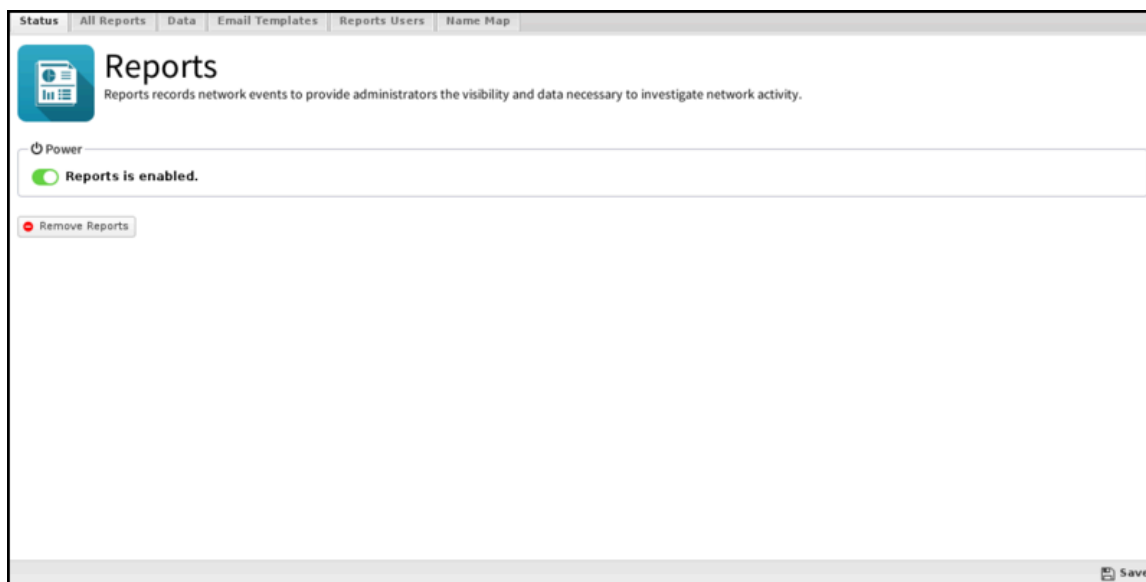 Status All Reports Data Email Templates Reports Users Name Map
Reports
Reports records network events to provide administrators the visibility and data necessary to investigate network activity.
Power
Reports is enabled.
Remove Reports
Save